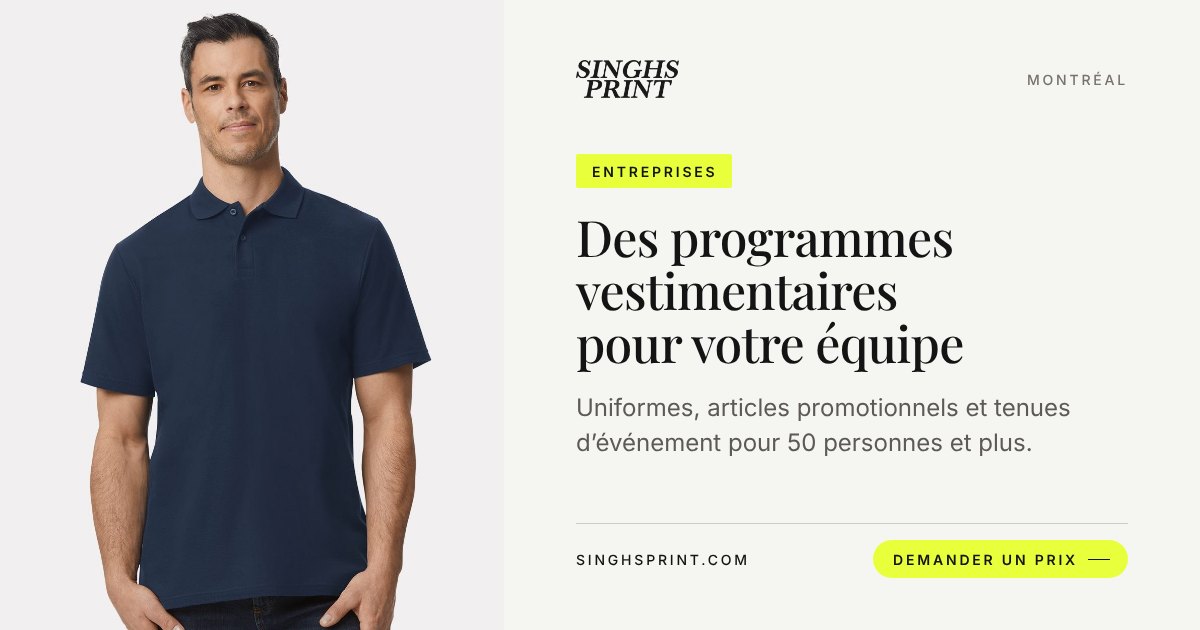 SINGHS
PRINT
MONTRÉAL
ENTREPRISES
Des programmes
vestimentaires
pour votre équipe
Uniformes, articles promotionnels et tenues
d’événement pour 50 personnes et plus.
SINGHSPRINT.COM
DEMANDER UN PRIX —